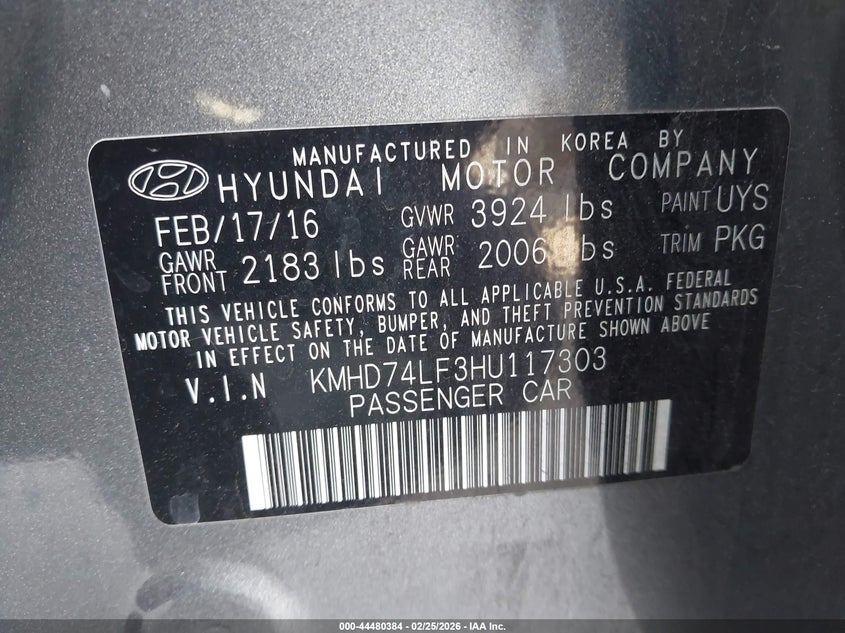 MANUFACTURED IN KOREA BY
HYUNDAI MOTOR COMPANY
FEB/17/16 GVWR 3924 lbs PAINT UYS
GAWR FRONT 2183 lbs GAWR REAR 2006 lbs TRIM PKG
THIS VEHICLE CONFORMS TO ALL APPLICABLE U.S.A. FEDERAL
MOTOR VEHICLE SAFETY, BUMPER, AND THEFT PREVENTION STANDARDS
IN EFFECT ON THE DATE OF MANUFACTURE SHOWN ABOVE
V.I.N KMHD74LF3HU117303
PASSENGER CAR
000-44480384 - 02/25/2026 - IAA Inc.